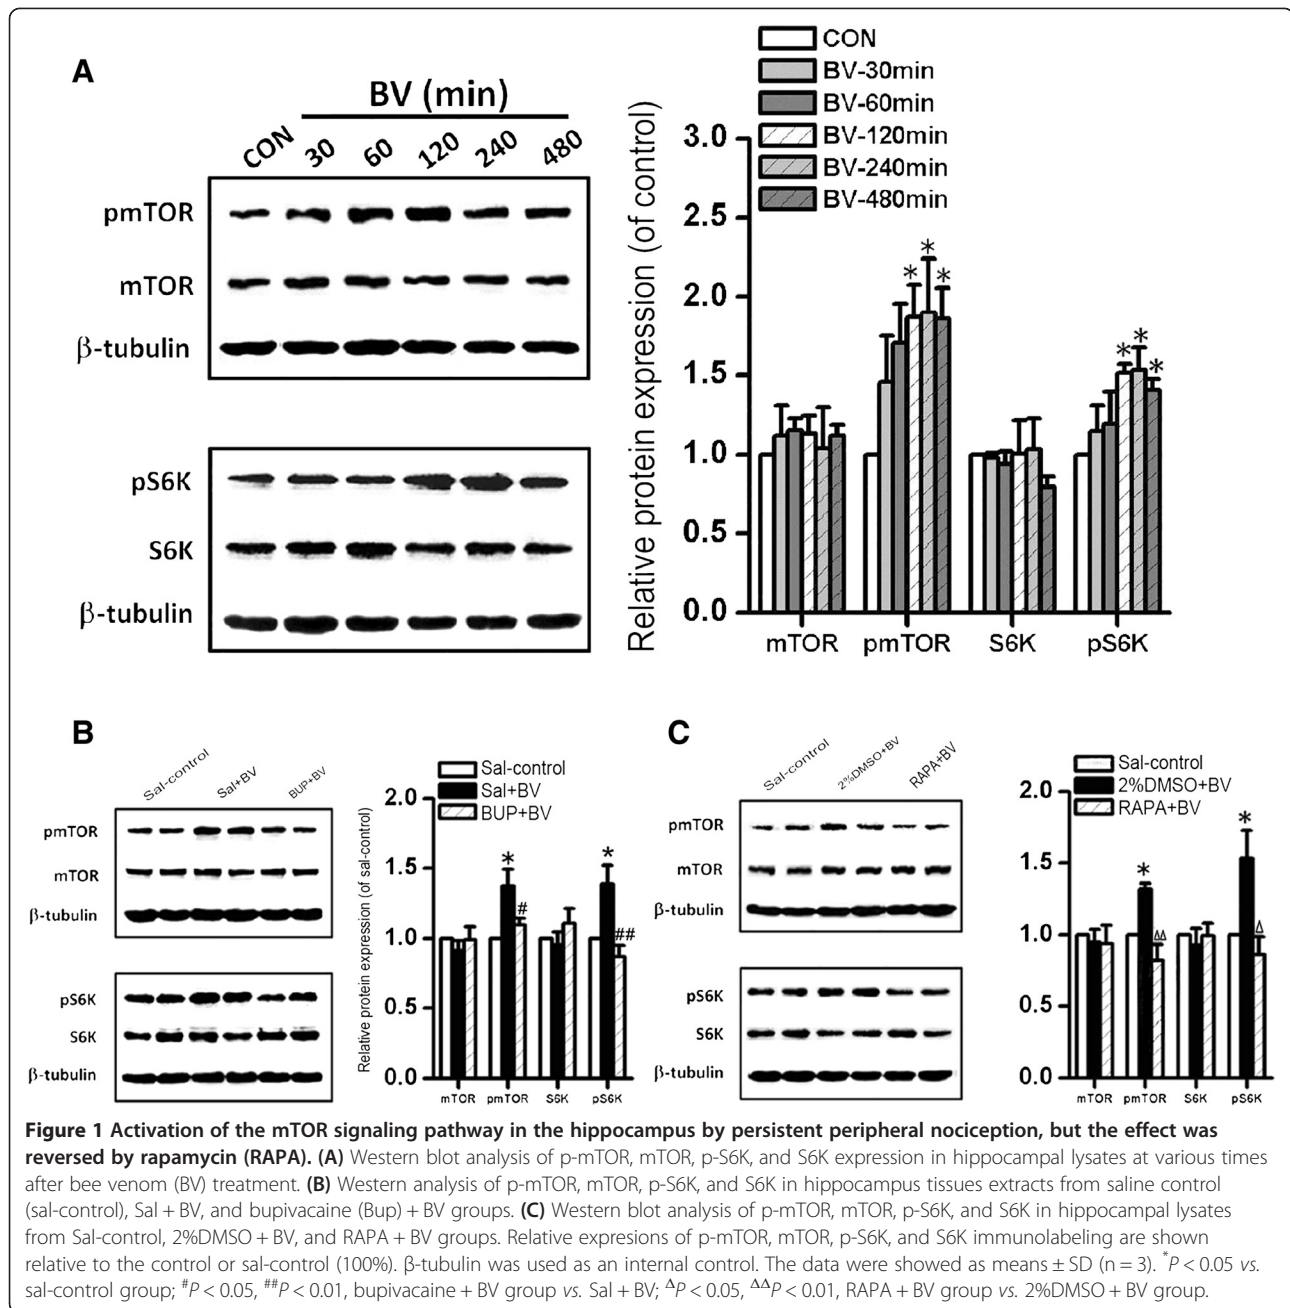 A
BV (min)
CON 30 60 120 240 480
pmTOR
mTOR
β-tubulin
pS6K
S6K
β-tubulin
CON
BV-30min
BV-60min
BV-120min
BV-240min
BV-480min
Relative protein expression (of control)
3.0
2.5
2.0
1.5
1.0
0.5
0.0
* * *
* * *
mTOR pmTOR S6K pS6K
B
Sal-control Sal+BV BUP+BV
pmTOR
mTOR
β-tubulin
pS6K
S6K
β-tubulin
Sal-control
Sal+BV
BUP+BV
Relative protein expression (of sal-control)
2.0
1.5
1.0
0.5
0.0
* # * ##
mTOR pmTOR S6K pS6K
C
Sal-control 2%DMSO+BV RAPA+BV
pmTOR
mTOR
β-tubulin
pS6K
S6K
β-tubulin
Sal-control
2%DMSO+BV
RAPA+BV
2.0
1.5
1.0
0.5
0.0
* ΔΔ * Δ
mTOR pmTOR S6K pS6K
Figure 1 Activation of the mTOR signaling pathway in the hippocampus by persistent peripheral nociception, but the effect was
reversed by rapamycin (RAPA). (A) Western blot analysis of p-mTOR, mTOR, p-S6K, and S6K expression in hippocampal lysates at various times
after bee venom (BV) treatment. (B) Western analysis of p-mTOR, mTOR, p-S6K, and S6K in hippocampus tissues extracts from saline control
(sal-control), Sal + BV, and bupivacaine (Bup) + BV groups. (C) Western blot analysis of p-mTOR, mTOR, p-S6K, and S6K in hippocampal lysates
from Sal-control, 2%DMSO + BV, and RAPA + BV groups. Relative expresions of p-mTOR, mTOR, p-S6K, and S6K immunolabeling are shown
relative to the control or sal-control (100%). β-tubulin was used as an internal control. The data were showed as means ± SD (n = 3). *P < 0.05 vs.
sal-control group; #P < 0.05, ##P < 0.01, bupivacaine + BV group vs. Sal + BV; ΔP < 0.05, ΔΔP < 0.01, RAPA + BV group vs. 2%DMSO + BV group.